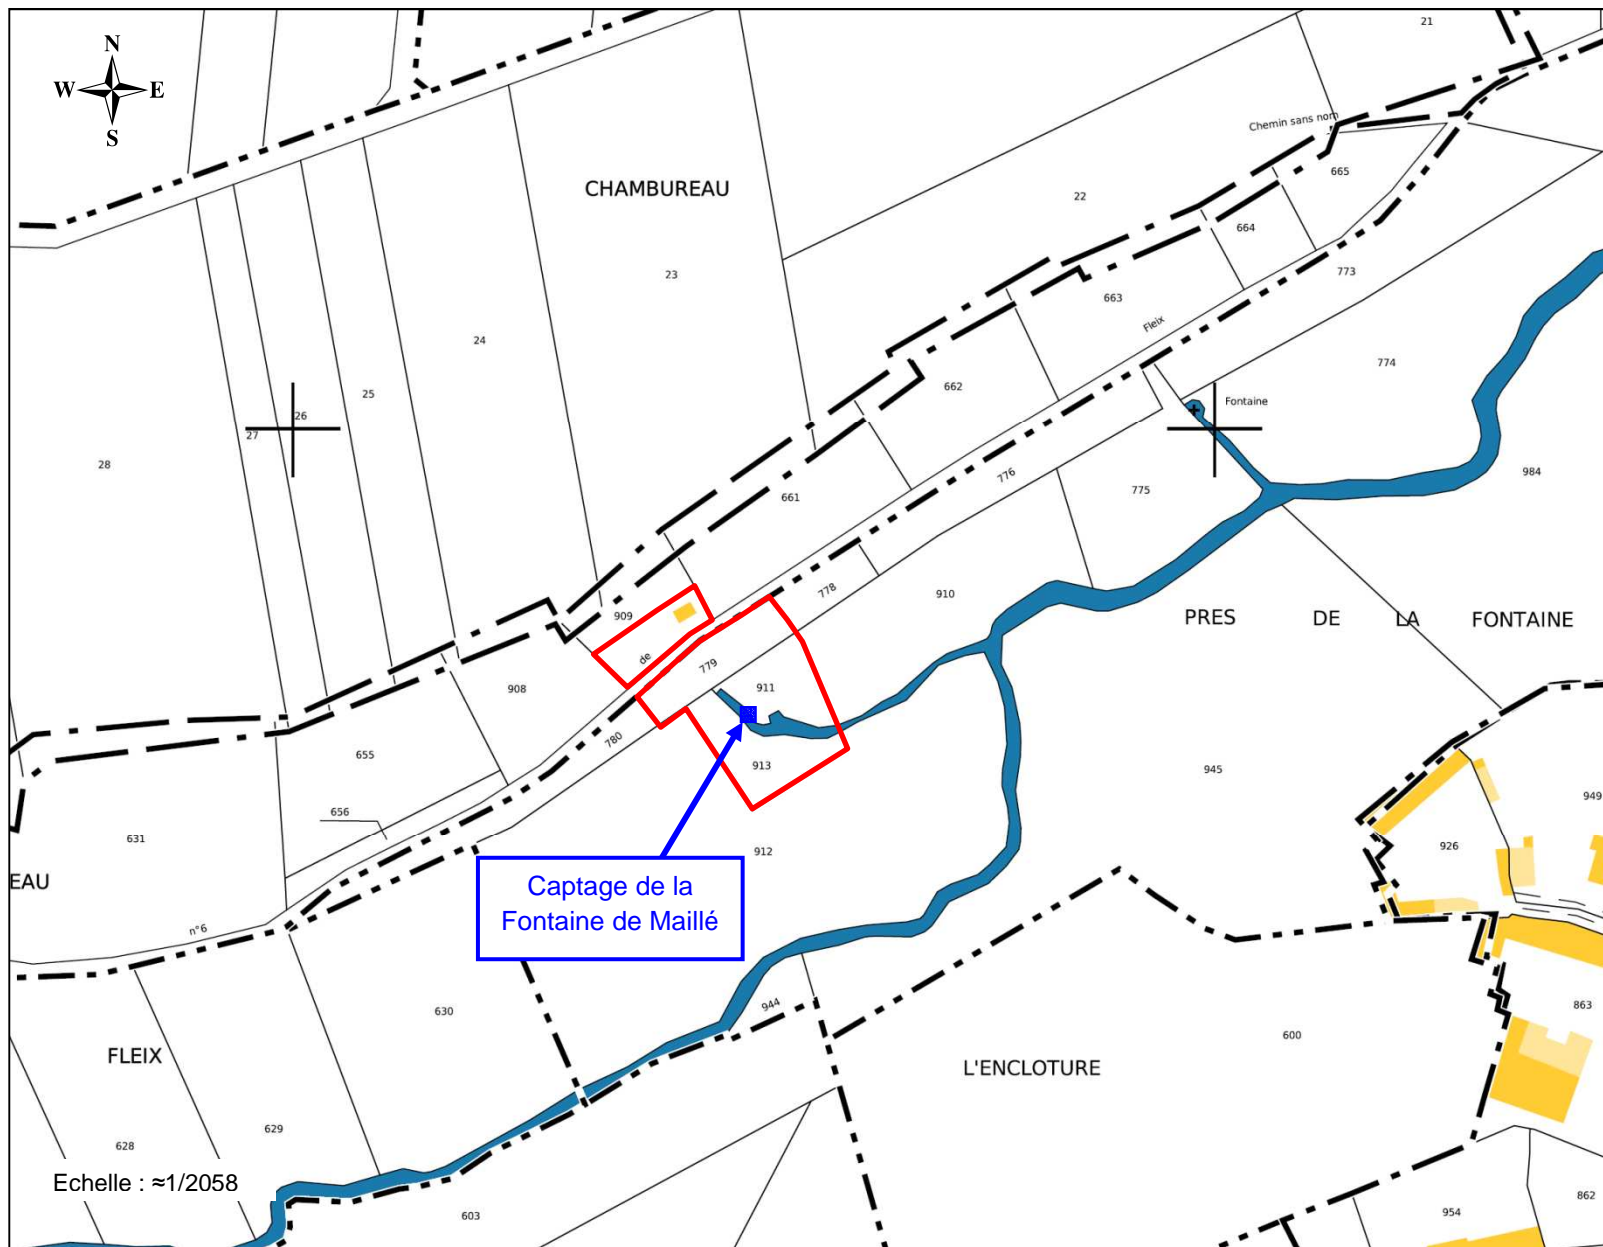 N
W E
S
21
Chemin sans nom
CHAMBUREAU
22
665
664
23
773
663
Fleix
24
774
662
25
Fontaine
26
27
28
984
776
661
775
778
910
909
PRES DE LA FONTAINE
de
779
911
908
780
655
913
945
656
949
631
926
912
EAU
Captage de la
Fontaine de Maillé
n°6
944
863
630
600
FLEIX
L'ENCLOTURE
629
628
Echelle : ≈1/2058
862
603
954